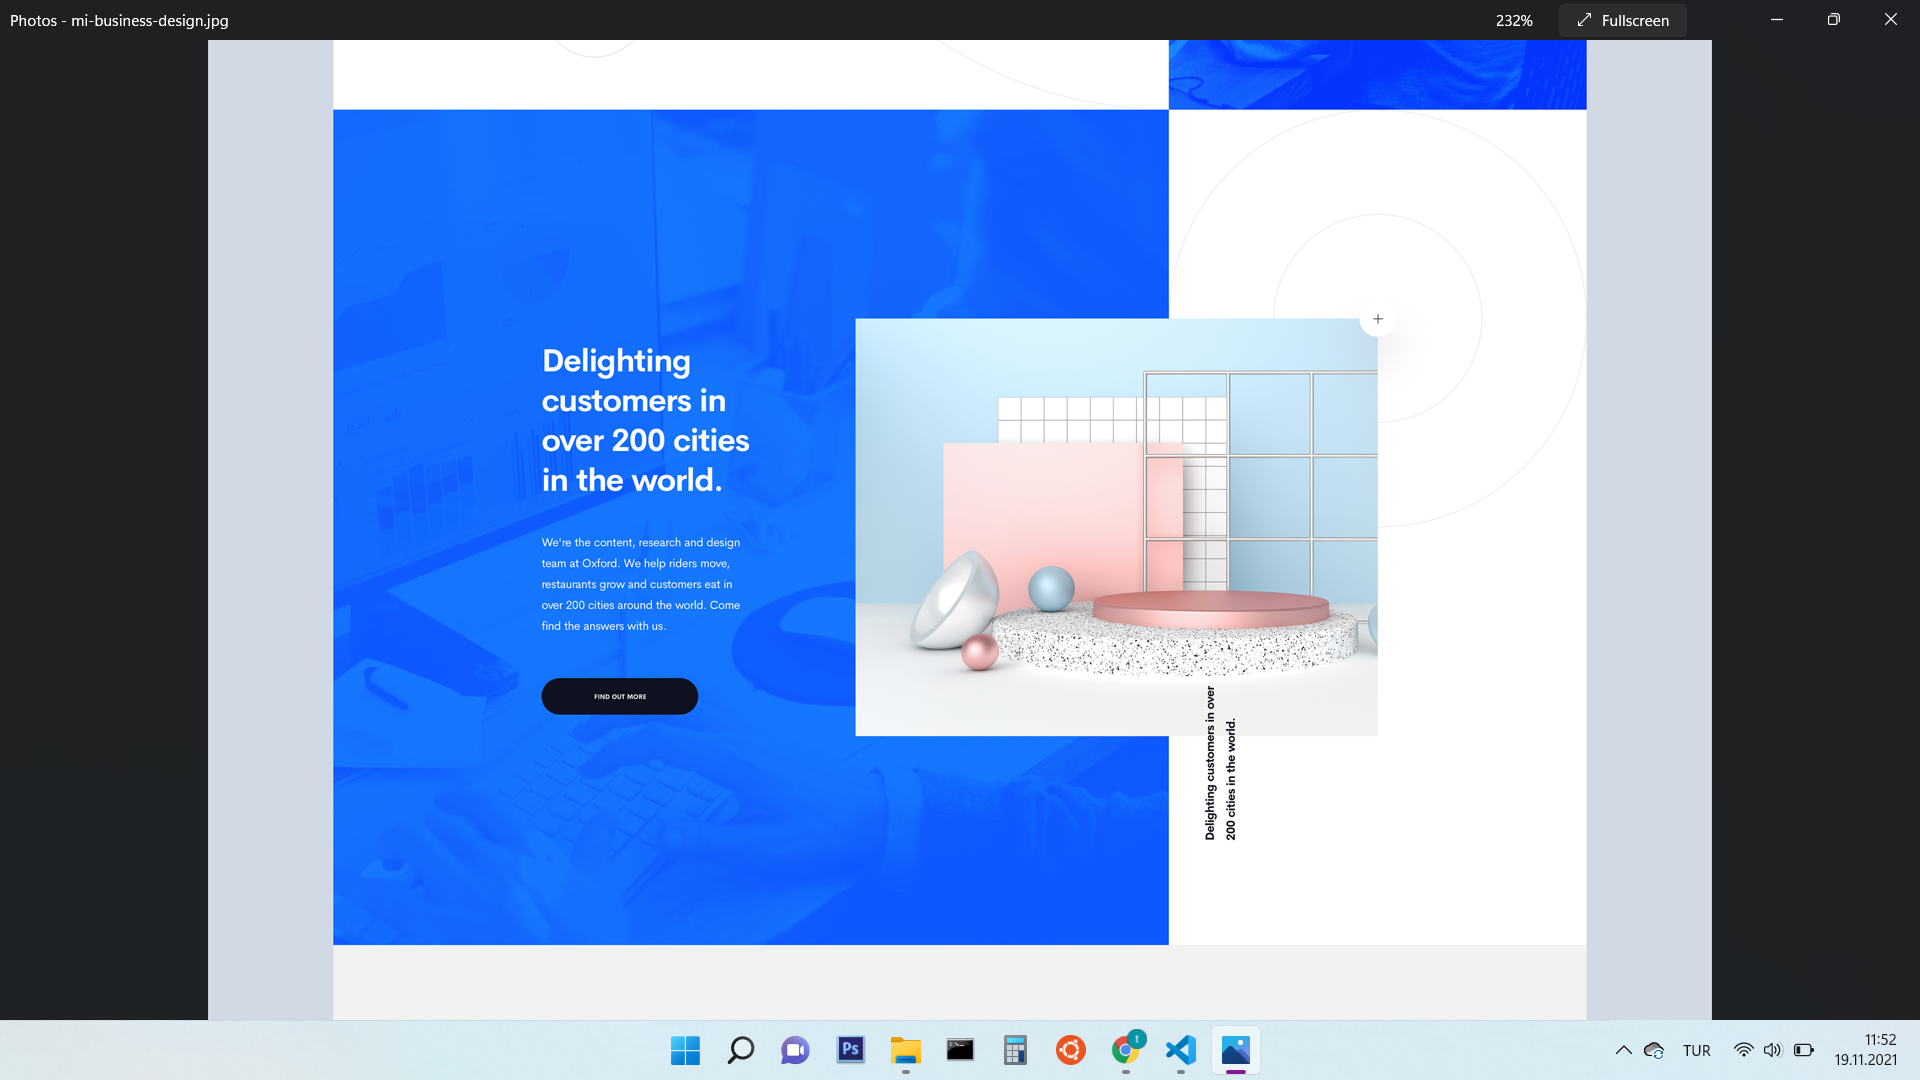 Photos - mi-business-design.jpg
232%
Fullscreen
Delighting
customers in
over 200 cities
in the world.
We're the content, research and design
team at Oxford. We help riders move,
restaurants grow and customers eat in
over 200 cities around the world. Come
find the answers with us.
FIND OUT MORE
Delighting customers in over
200 cities in the world.
Ps
t
TUR
11:52
19.11.2021